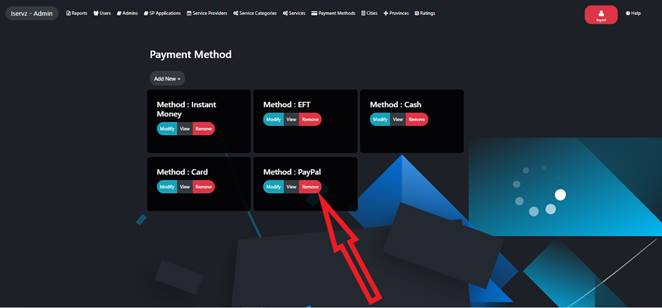 Iservz - Admin Reports Users Admins SP Applications Service Providers Service Categories Services Payment Methods Cities Provinces Ratings logout Help
Payment Method
Add New +
Method : Instant Money
Modify View Remove
Method : EFT
Modify View Remove
Method : Cash
Modify View Remove
Method : Card
Modify View Remove
Method : PayPal
Modify View Remove